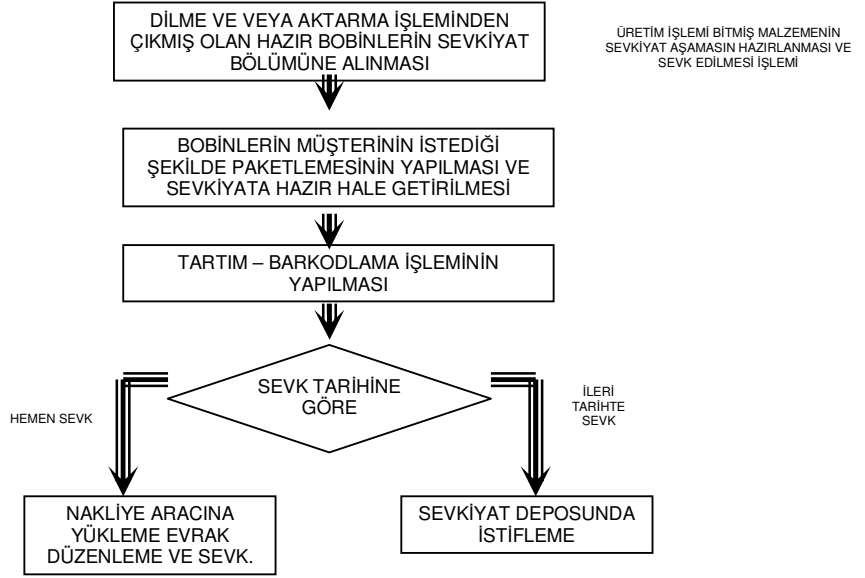 DİLME VE VEYA AKTARMA İŞLEMİNDEN
ÇIKMIŞ OLAN HAZIR BOBİNLERİN SEVKİYAT
BÖLÜMÜNE ALINMASI
ÜRETİM İŞLEMİ BİTMİŞ MALZEMENİN
SEVKİYAT AŞAMASIN HAZIRLANMASI VE
SEVK EDİLMESİ İŞLEMİ
BOBİNLERİN MÜŞTERİNİN İSTEDİĞİ
ŞEKİLDE PAKETLEMESİNİN YAPILMASI VE
SEVKİYATA HAZIR HALE GETİRİLMESİ
TARTIM – BARKODLAMA İŞLEMİNİN
YAPILMASI
SEVK TARİHİNE
GÖRE
HEMEN SEVK
İLERİ
TARİHTE
SEVK
NAKLİYE ARACINA
YÜKLEME EVRAK
DÜZENLEME VE SEVK.
SEVKİYAT DEPOSUNDA
İSTİFLEME